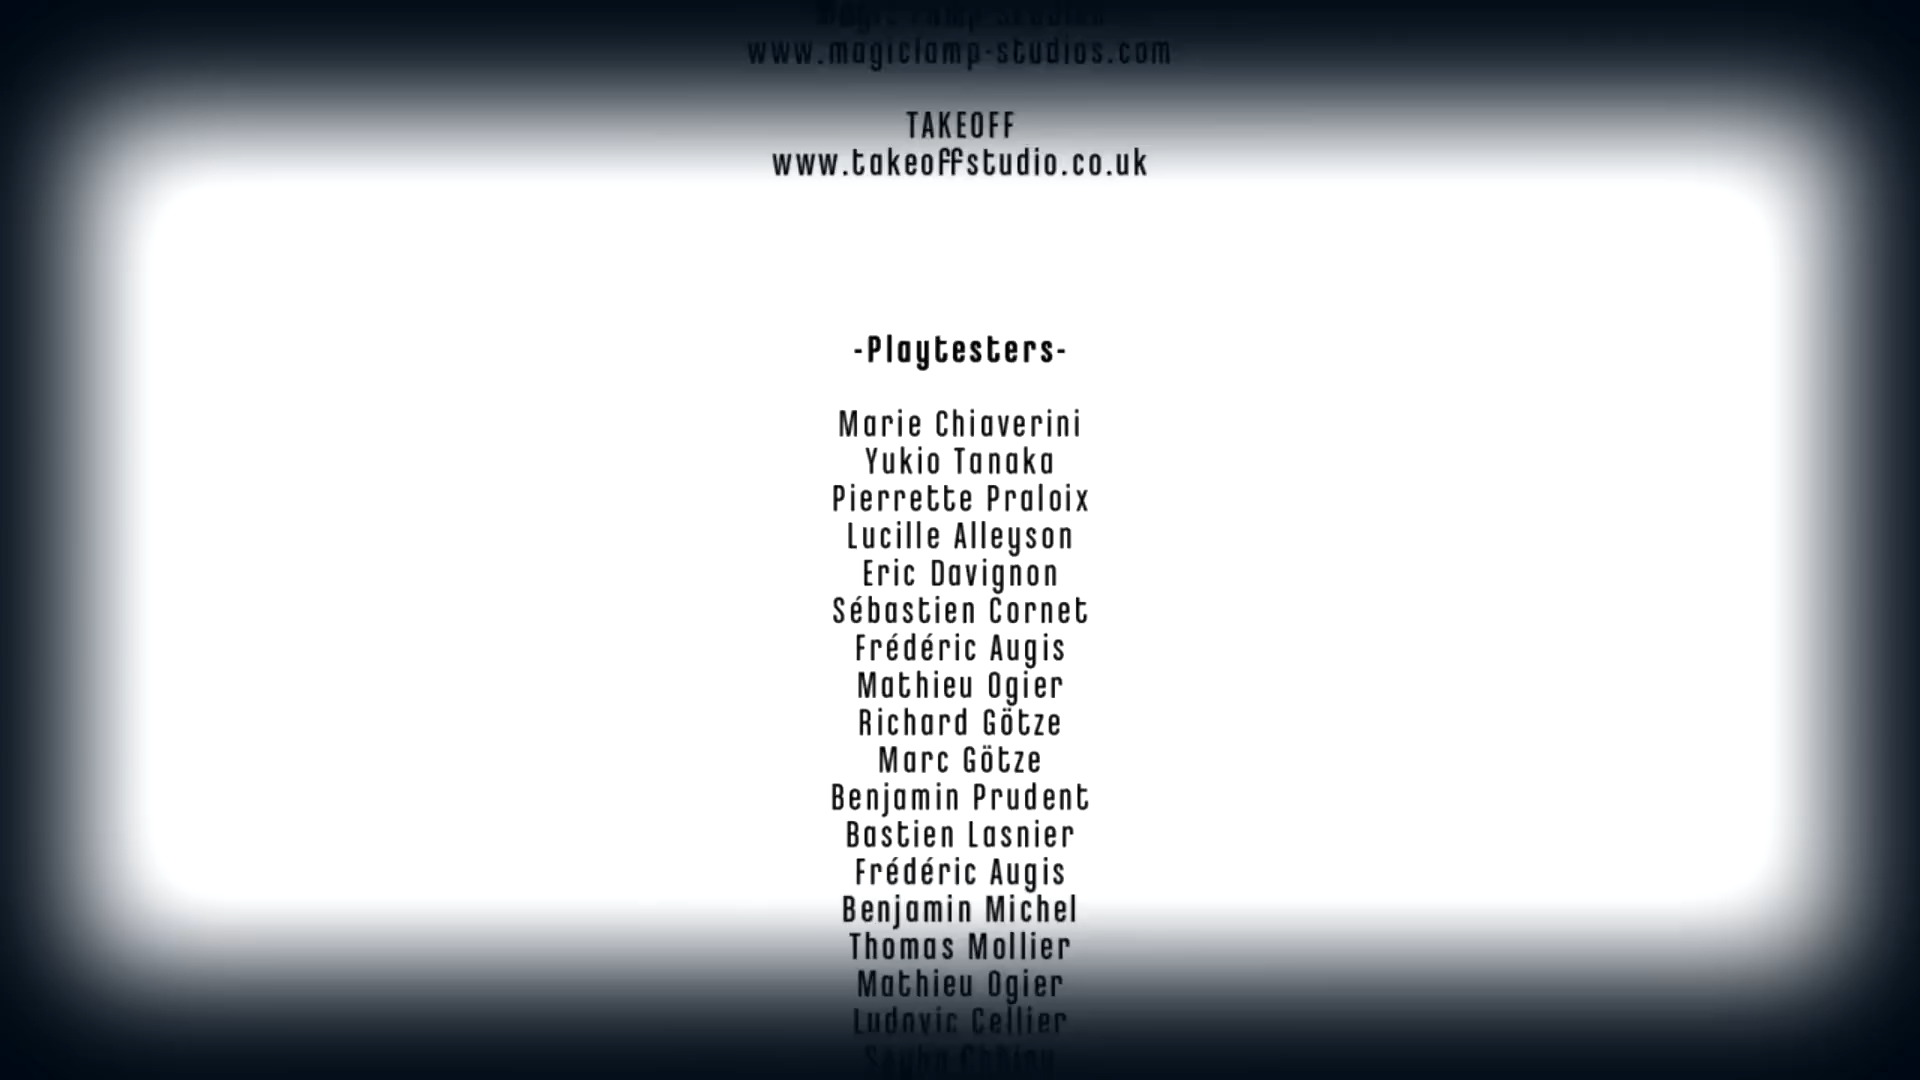 www.magiclamp-studios.com
TAKEOFF
www.takeoffstudio.co.uk
-Playtesters-
Marie Chiaverini
Yukio Tanaka
Pierrette Praloix
Lucille Alleyson
Eric Davignon
Sébastien Cornet
Frédéric Augis
Mathieu Ogier
Richard Götze
Marc Götze
Benjamin Prudent
Bastien Lasnier
Frédéric Augis
Benjamin Michel
Thomas Mollier
Mathieu Ogier
Ludovic Cellier